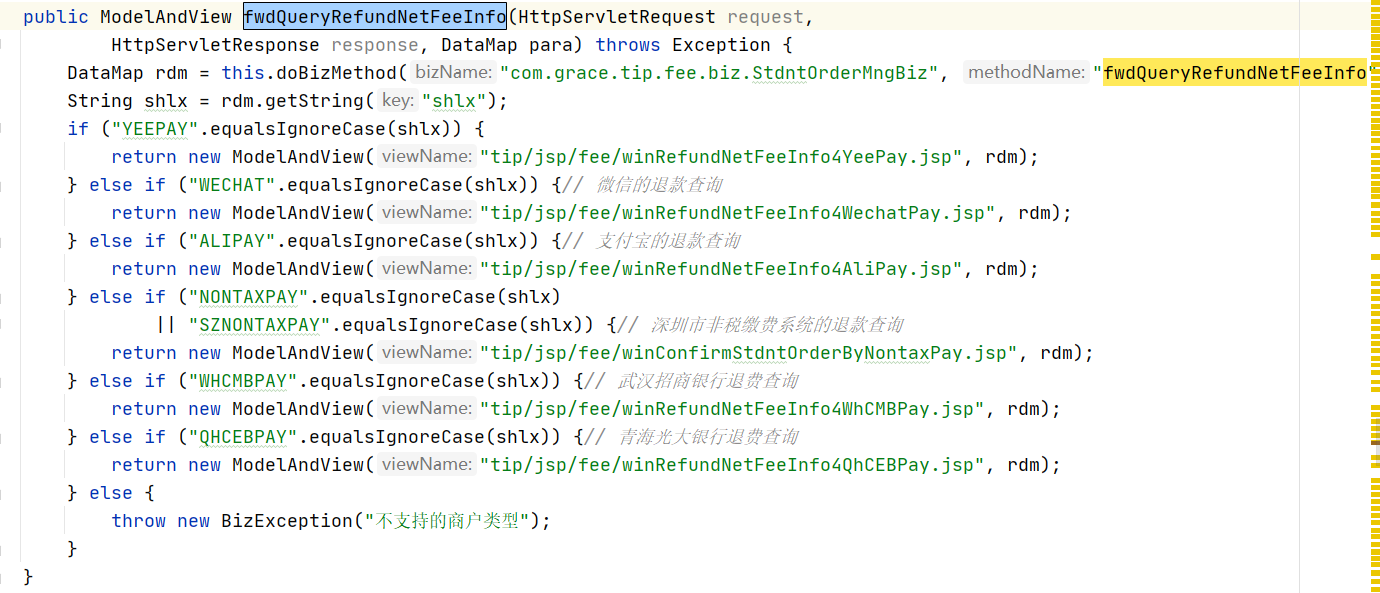 public ModelAndView fwdQueryRefundNetFeeInfo(HttpServletRequest request,
HttpServletResponse response, DataMap para) throws Exception {
DataMap rdm = this.doBizMethod( bizName: "com.grace.tip.fee.biz.StdntOrderMngBiz", methodName: "fwdQueryRefundNetFeeInfo"
String shlx = rdm.getString( key: "shlx");
if ("YEEPAY".equalsIgnoreCase(shlx)) {
return new ModelAndView( viewName: "tip/jsp/fee/winRefundNetFeeInfo4YeePay.jsp", rdm);
} else if ("WECHAT".equalsIgnoreCase(shlx)) {// 微信的退款查询
return new ModelAndView( viewName: "tip/jsp/fee/winRefundNetFeeInfo4WechatPay.jsp", rdm);
} else if ("ALIPAY".equalsIgnoreCase(shlx)) {// 支付宝的退款查询
return new ModelAndView( viewName: "tip/jsp/fee/winRefundNetFeeInfo4AliPay.jsp", rdm);
} else if ("NONTAXPAY".equalsIgnoreCase(shlx)
|| "SZNONTAXPAY".equalsIgnoreCase(shlx)) {// 深圳市非税缴费系统的退款查询
return new ModelAndView( viewName: "tip/jsp/fee/winConfirmStdntOrderByNontaxPay.jsp", rdm);
} else if ("WHCMBPAY".equalsIgnoreCase(shlx)) {// 武汉招商银行退费查询
return new ModelAndView( viewName: "tip/jsp/fee/winRefundNetFeeInfo4WhCMBPay.jsp", rdm);
} else if ("QHCEBPAY".equalsIgnoreCase(shlx)) {// 青海光大银行退费查询
return new ModelAndView( viewName: "tip/jsp/fee/winRefundNetFeeInfo4QhCEBPay.jsp", rdm);
} else {
throw new BizException("不支持的商户类型");
}
}